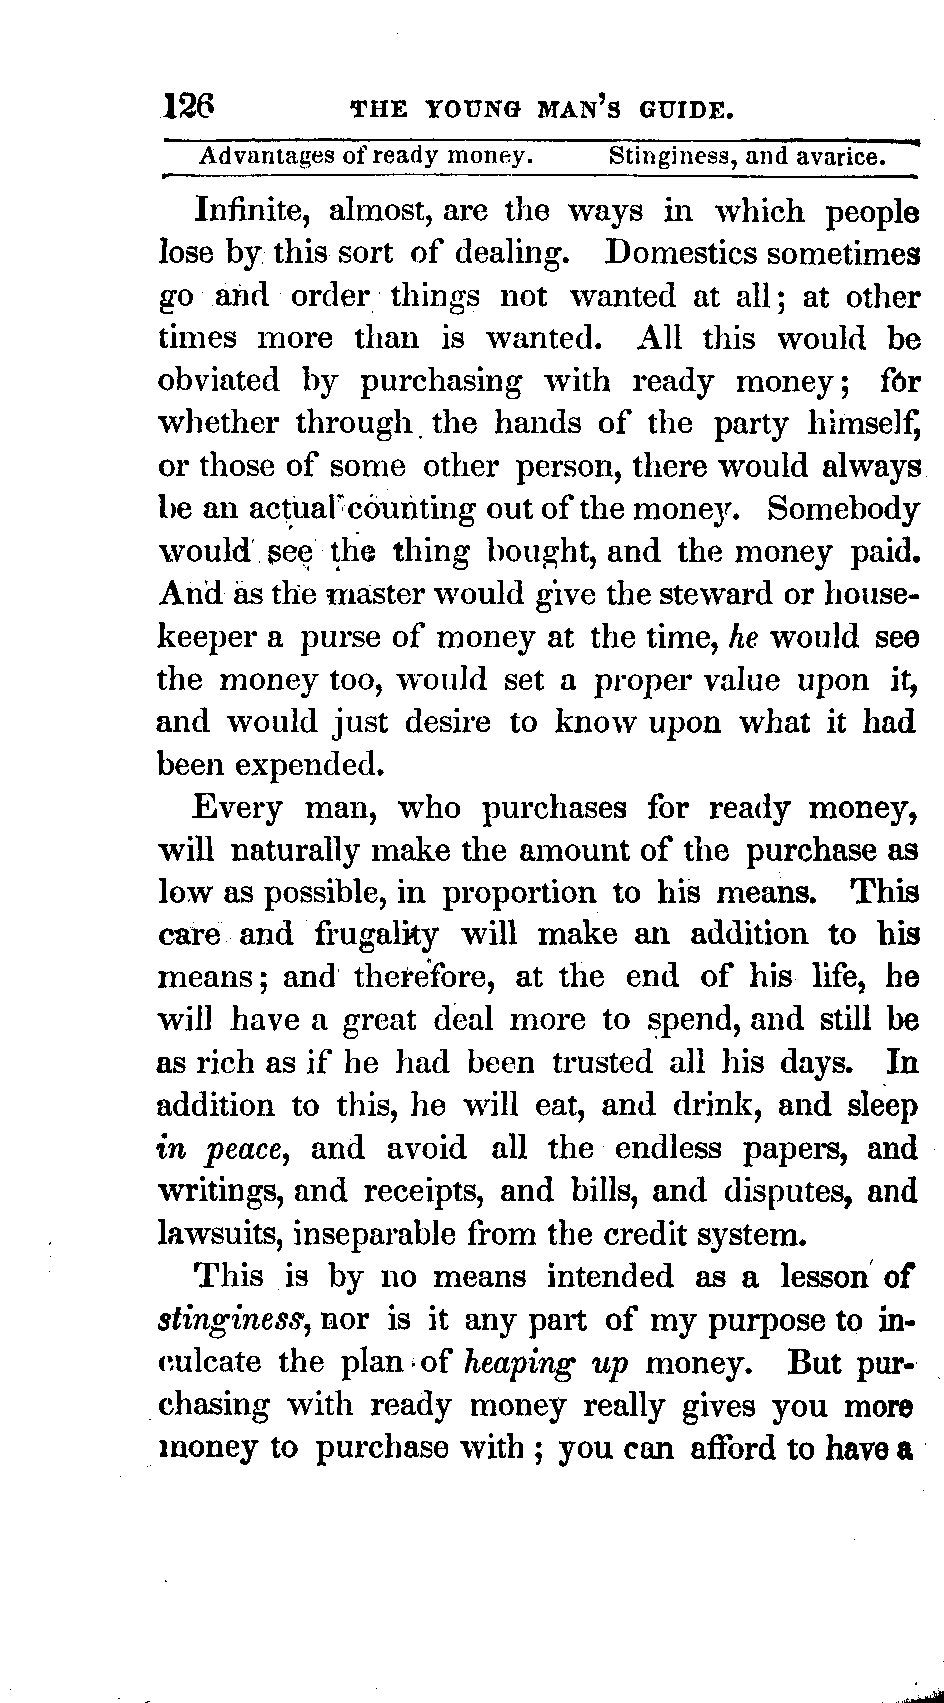 126 THE YOUNG MAN'S GUIDE.
Advantages of ready money. Stinginess, and avarice.
Infinite, almost, are the ways in which people
lose by this sort of dealing. Domestics sometimes
go and order things not wanted at all; at other
times more than is wanted. All this would be
obviated by purchasing with ready money; for
whether through the hands of the party himself,
or those of some other person, there would always
be an actual counting out of the money. Somebody
would see the thing bought, and the money paid.
And as the master would give the steward or house-
keeper a purse of money at the time, he would see
the money too, would set a proper value upon it,
and would just desire to know upon what it had
been expended.
Every man, who purchases for ready money,
will naturally make the amount of the purchase as
low as possible, in proportion to his means. This
care and frugality will make an addition to his
means; and therefore, at the end of his life, he
will have a great deal more to spend, and still be
as rich as if he had been trusted all his days. In
addition to this, he will eat, and drink, and sleep
in peace, and avoid all the endless papers, and
writings, and receipts, and bills, and disputes, and
lawsuits, inseparable from the credit system.
This is by no means intended as a lesson of
stinginess, nor is it any part of my purpose to in-
culcate the plan of heaping up money. But pur-
chasing with ready money really gives you more
money to purchase with; you can afford to have a